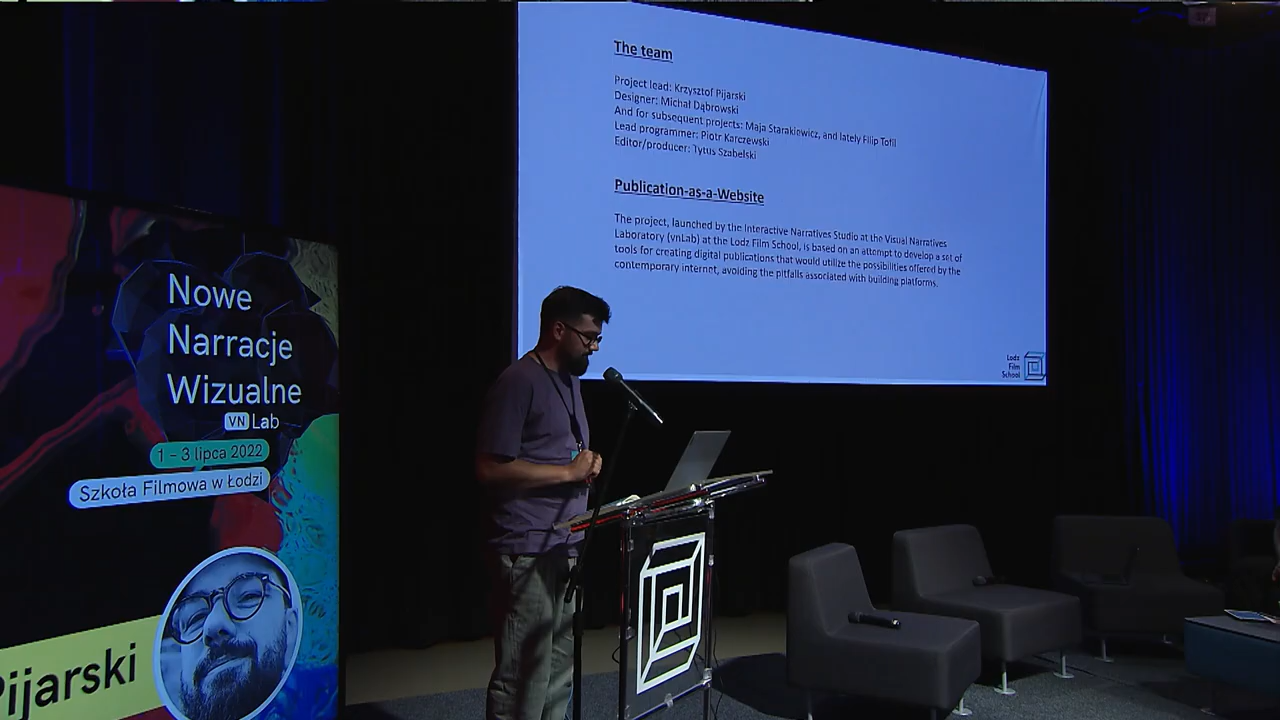 The team
Project lead: Krzysztof Pijarski
Designer: Michał Dąbrowski
And for subsequent projects: Maja Starakiewicz, and lately Filip Tofil
Lead programmer: Piotr Karczewski
Editor/producer: Tytus Szabelski
Publication-as-a-Website
The project, launched by the Interactive Narratives Studio at the Visual Narratives
Laboratory (vnLab) at the Lodz Film School, is based on an attempt to develop a set of
tools for creating digital publications that would utilize the possibilities offered by the
contemporary internet, avoiding the pitfalls associated with building platforms.
Lodz
Film
School
Nowe
Narracje
Wizualne
VN Lab
1 – 3 lipca 2022
Szkoła Filmowa w Łodzi
Pijarski